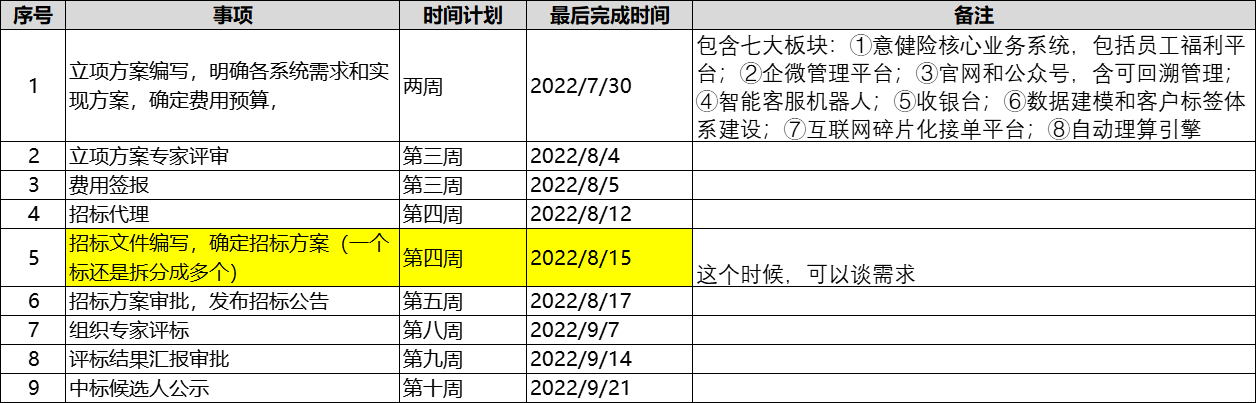 序号 事项 时间计划 最后完成时间 备注
1 立项方案编写，明确各系统需求和实现方案，确定费用预算， 两周 2022/7/30 包含七大板块：①意健险核心业务系统，包括员工福利平台；②企微管理平台；③官网和公众号，含可回溯管理；④智能客服机器人；⑤收银台；⑥数据建模和客户标签体系建设；⑦互联网碎片化接单平台；⑧自动理算引擎
2 立项方案专家评审 第三周 2022/8/4
3 费用签报 第三周 2022/8/5
4 招标代理 第四周 2022/8/12
5 招标文件编写，确定招标方案（一个标还是拆分成多个） 第四周 2022/8/15 这个时候，可以谈需求
6 招标方案审批，发布招标公告 第五周 2022/8/17
7 组织专家评标 第八周 2022/9/7
8 评标结果汇报审批 第九周 2022/9/14
9 中标候选人公示 第十周 2022/9/21